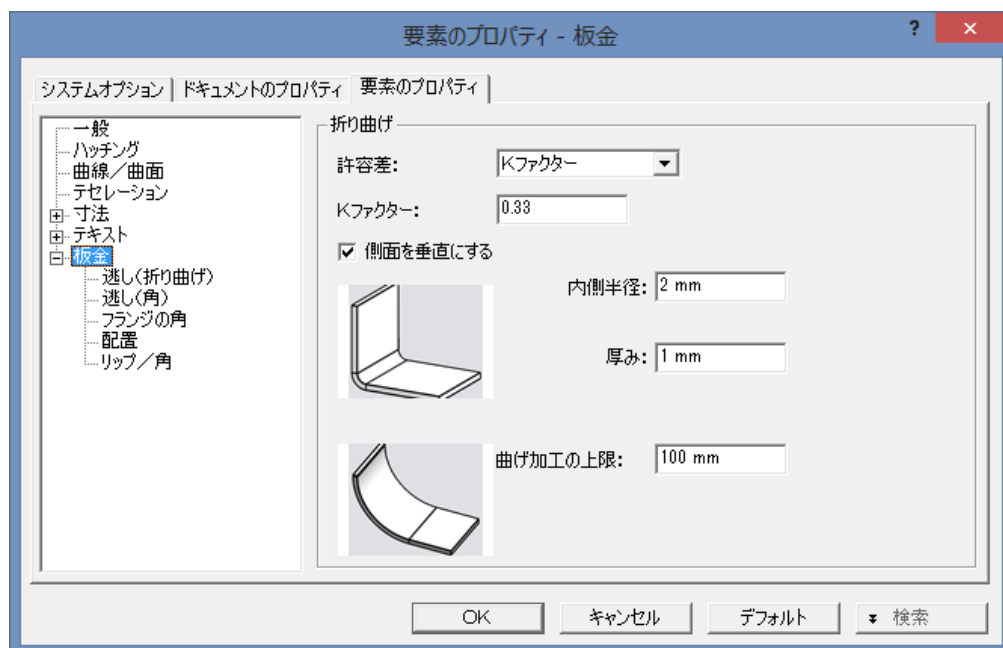 要素のプロパティ - 板金
?
×
システムオプション
ドキュメントのプロパティ
要素のプロパティ
一般
ハッチング
曲線／曲面
テセレーション
寸法
テキスト
板金
逃し(折り曲げ)
逃し(角)
フランジの角
配置
リップ／角
折り曲げ
許容差: Kファクター
Kファクター: 0.33
側面を垂直にする
内側半径: 2 mm
厚み: 1 mm
曲げ加工の上限: 100 mm
OK
キャンセル
デフォルト
検索